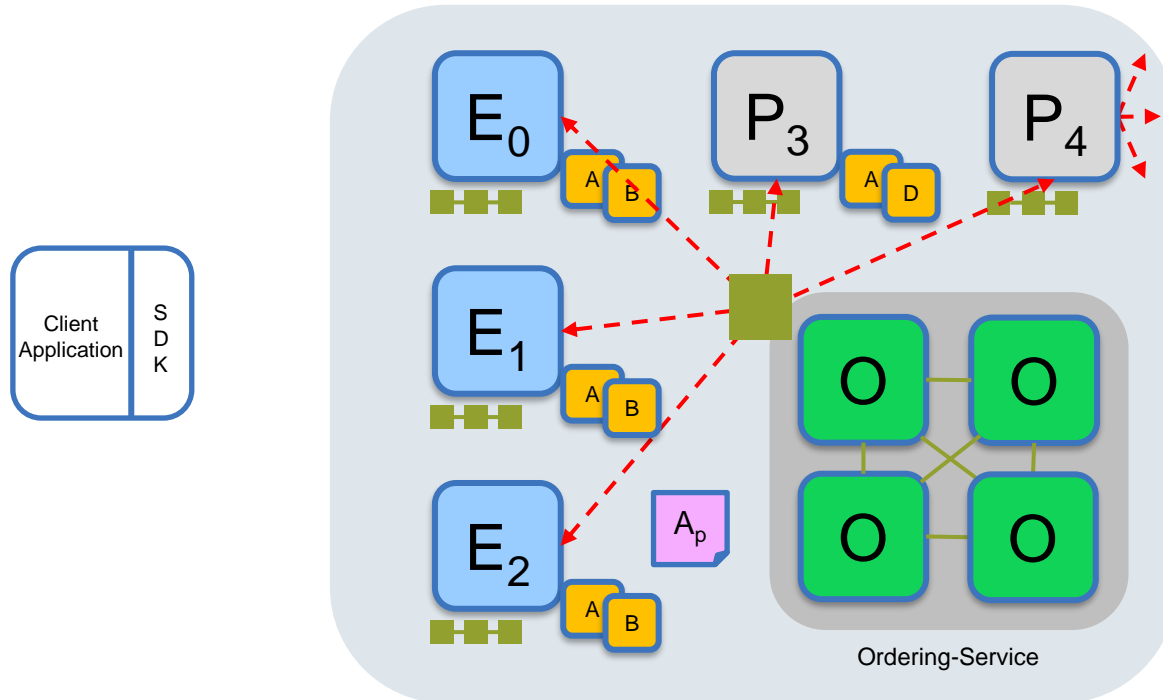 E0
A
B
P3
A
D
P4
Client
Application
S
D
K
E1
A
B
E2
A
B
Ap
O
O
O
O
Ordering-Service